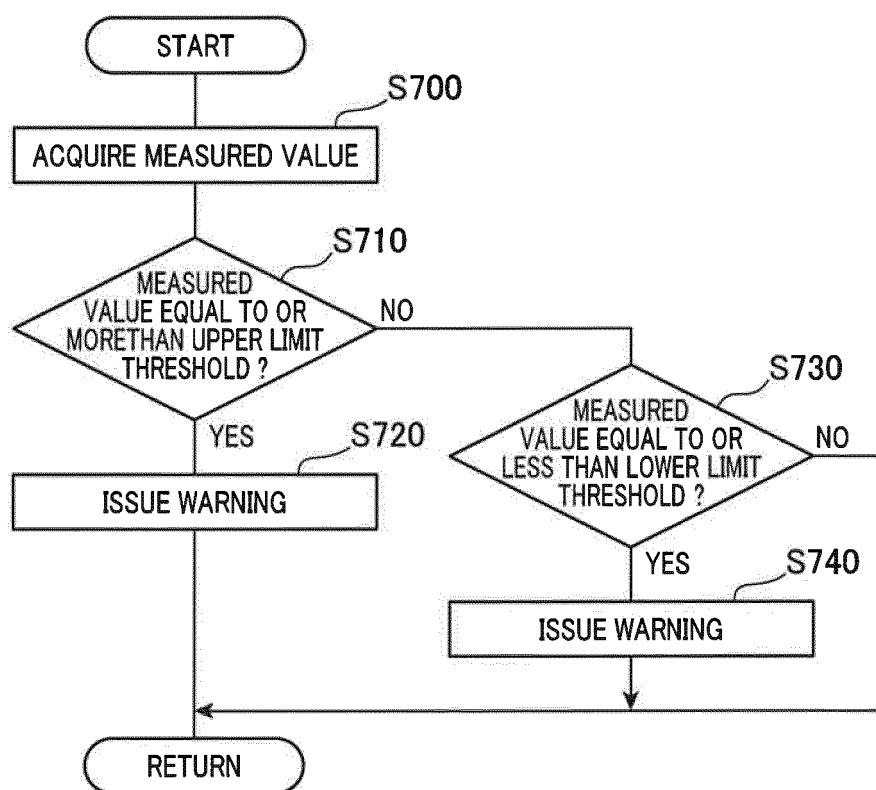 START
S700
ACQUIRE MEASURED VALUE
S710
MEASURED
VALUE EQUAL TO OR
MORETHAN UPPER LIMIT
THRESHOLD ?
NO
YES
S720
ISSUE WARNING
S730
MEASURED
VALUE EQUAL TO OR
LESS THAN LOWER LIMIT
THRESHOLD ?
NO
YES
S740
ISSUE WARNING
RETURN